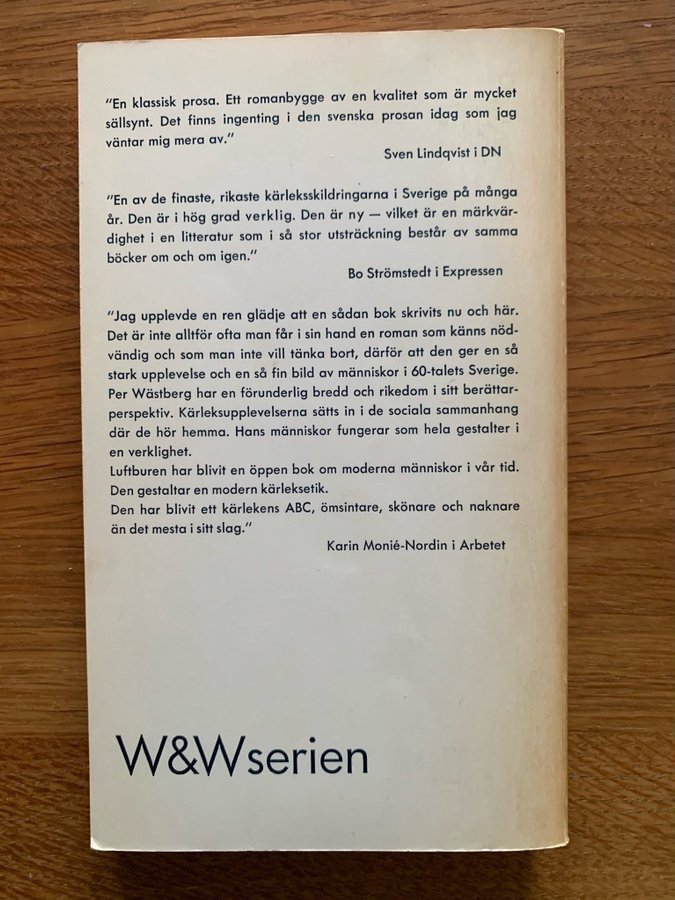 "En klassisk prosa. Ett romanbygge av en kvalitet som är mycket
sällsynt. Det finns ingenting i den svenska prosan idag som jag
väntar mig mera av."
Sven Lindqvist i DN
"En av de finaste, rikaste kärleksskildringarna i Sverige på många
år. Den är i hög grad verklig. Den är ny — vilket är en märkvär-
dighet i en litteratur som i så stor utsträckning består av samma
böcker om och om igen."
Bo Strömstedt i Expressen
"Jag upplevde en ren glädje att en sådan bok skrivits nu och här.
Det är inte alltför ofta man får i sin hand en roman som känns nöd-
vändig och som man inte vill tänka bort, därför att den ger en så
stark upplevelse och en så fin bild av människor i 60-talets Sverige.
Per Wästberg har en förunderlig bredd och rikedom i sitt berättar-
perspektiv. Kärleksupplevelserna sätts in i de sociala sammanhang
där de hör hemma. Hans människor fungerar som hela gestalter i
en verklighet.
Luftburen har blivit en öppen bok om moderna människor i vår tid.
Den gestaltar en modern kärleksetik.
Den har blivit ett kärlekens ABC, ömsintare, skönare och naknare
än det mesta i sitt slag."
Karin Monié-Nordin i Arbetet
W&Wserien